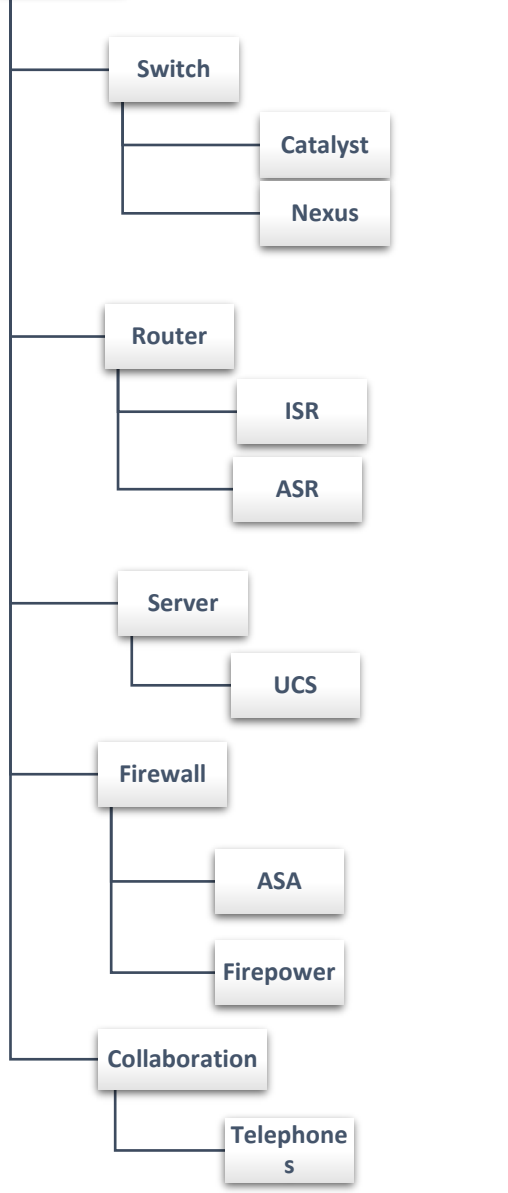 Switch
Catalyst
Nexus
Router
ISR
ASR
Server
UCS
Firewall
ASA
Firepower
Collaboration
Telephone
s